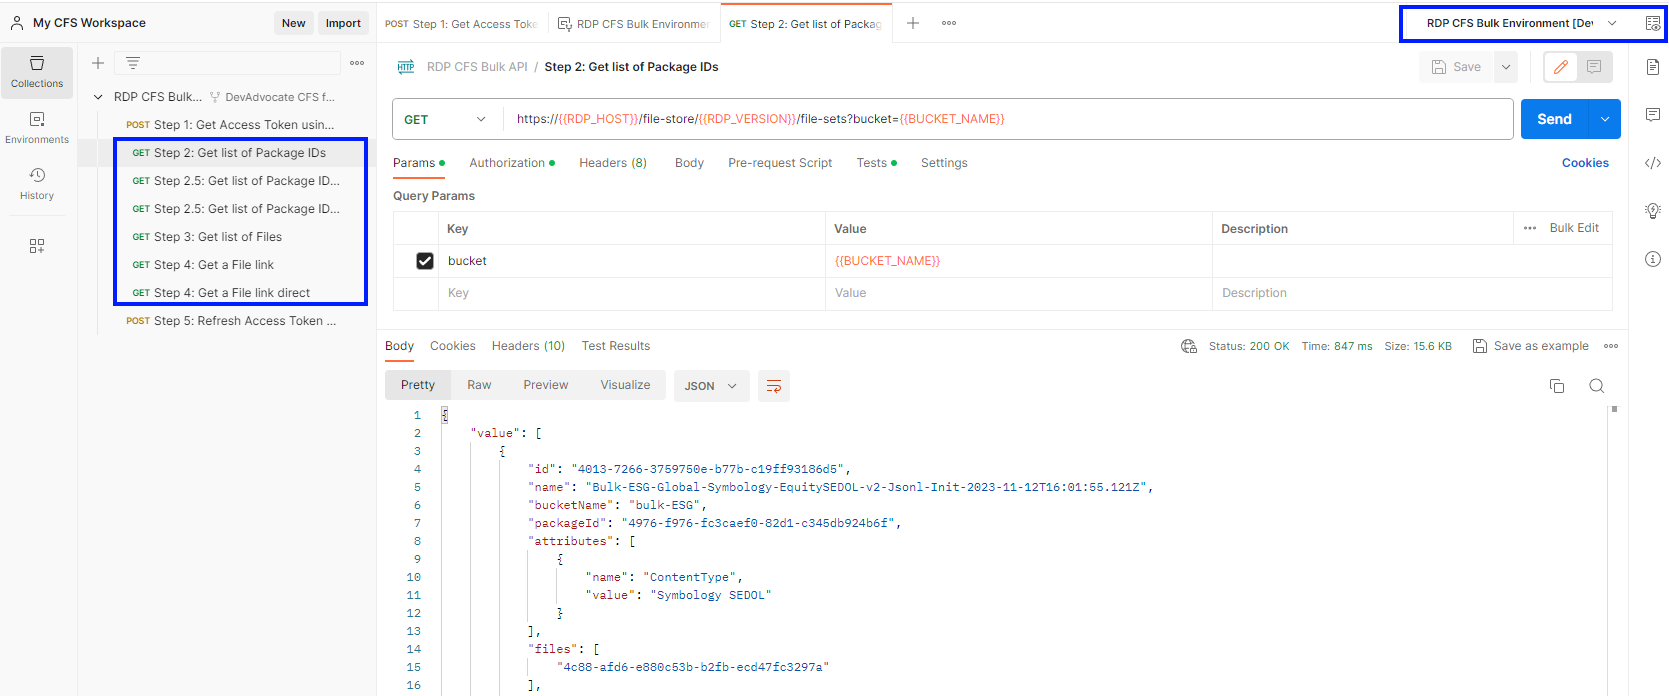 My CFS Workspace
New
Import
POST Step 1: Get Access Toke
RDP CFS Bulk Environmer
GET Step 2: Get list of Packag
RDP CFS Bulk Environment [De
Collections
Environments
History
RDP CFS Bulk... DevAdvocate CFS f...
POST Step 1: Get Access Token usin...
GET Step 2: Get list of Package IDs
GET Step 2.5: Get list of Package ID...
GET Step 2.5: Get list of Package ID...
GET Step 3: Get list of Files
GET Step 4: Get a File link
GET Step 4: Get a File link direct
POST Step 5: Refresh Access Token ...
HTTP RDP CFS Bulk API / Step 2: Get list of Package IDs
Save
GET https://{{RDP_HOST}}/file-store/{{RDP_VERSION}}/file-sets?bucket={{BUCKET_NAME}}
Send
Params Authorization Headers (8) Body Pre-request Script Tests Settings Cookies
Query Params
Key Value Description Bulk Edit
bucket {{BUCKET_NAME}}
Key Value Description
Body Cookies Headers (10) Test Results
Status: 200 OK Time: 847 ms Size: 15.6 KB Save as example
Pretty Raw Preview Visualize JSON
1 {
2 "value": [
3 {
4 "id": "4013-7266-3759750e-b77b-c19ff93186d5",
5 "name": "Bulk-ESG-Global-Symbology-EquitySEDOL-v2-Jsonl-Init-2023-11-12T16:01:55.121Z",
6 "bucketName": "bulk-ESG",
7 "packageId": "4976-f976-fc3caef0-82d1-c345db924b6f",
8 "attributes": [
9 {
10 "name": "ContentType",
11 "value": "Symbology SEDOL"
12 }
13 ],
14 "files": [
15 "4c88-afd6-e880c53b-b2fb-ecd47fc3297a"
16 ],